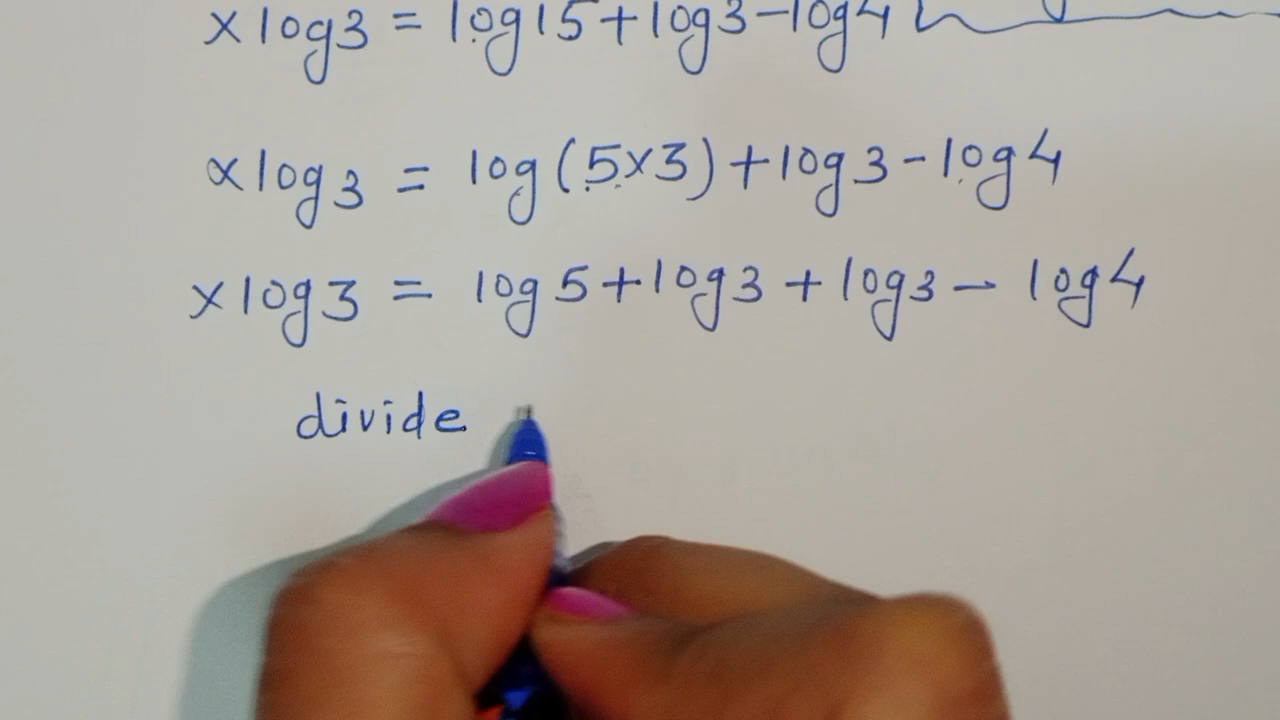 x log3 = log15+log3-log4
x log3 = log(5x3)+log3-log4
x log3 = log5+log3+log3-log4
divide